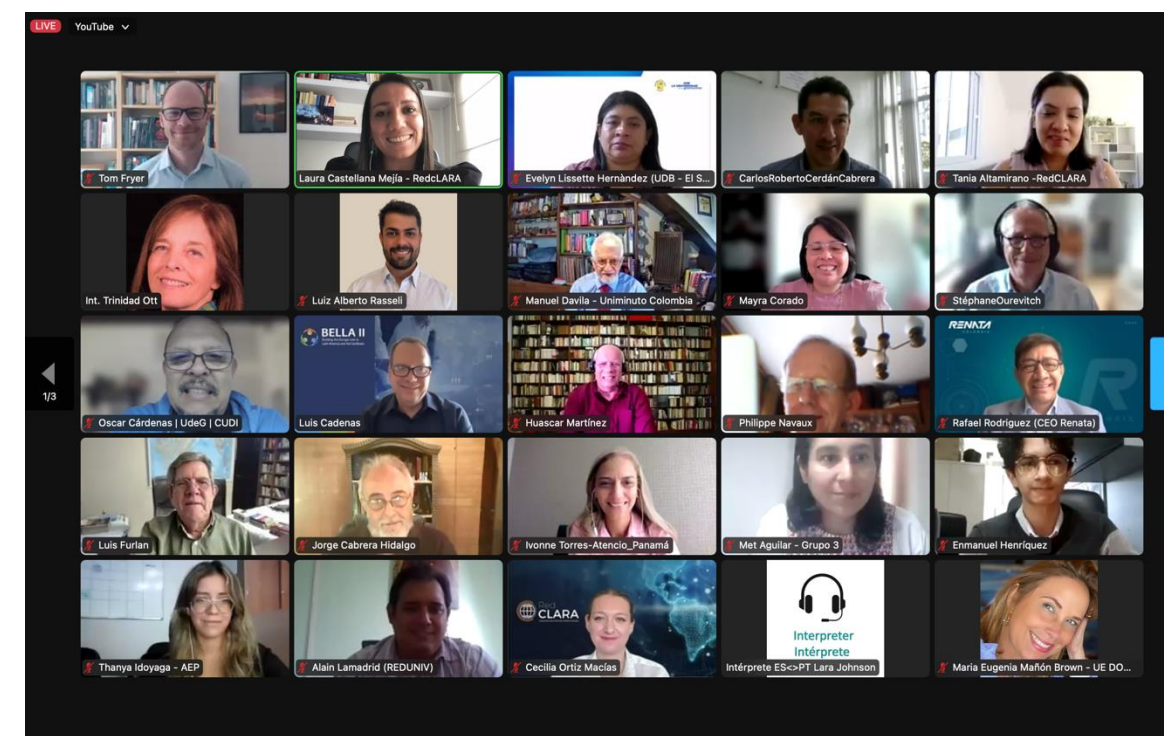 LIVE YouTube
Tom Fryer
Laura Castellana Mejía - RedcLARA
Evelyn Lissette Hernàndez (UDB - El S...
CarlosRobertoCerdánCabrera
Tania Altamirano -RedCLARA
Int. Trinidad Ott
Luiz Alberto Rasseli
Manuel Davila - Uniminuto Colombia
Mayra Corado
StéphaneOurevitch
1/3
Oscar Cárdenas | UdeG | CUDI
BELLA II
Luis Cadenas
Huascar Martínez
Philippe Navaux
RENATA
COLOMBIA
R
Rafael Rodriguez (CEO Renata)
Luis Furlan
Jorge Cabrera Hidalgo
Ivonne Torres-Atencio_Panamá
Met Aguilar - Grupo 3
Enmanuel Henríquez
Thanya Idoyaga - AEP
Alain Lamadrid (REDUNIV)
Red
CLARA
Cecilia Ortiz Macías
Interpreter
Intérprete
Intérprete ES<>PT Lara Johnson
Maria Eugenia Mañón Brown - UE DO...